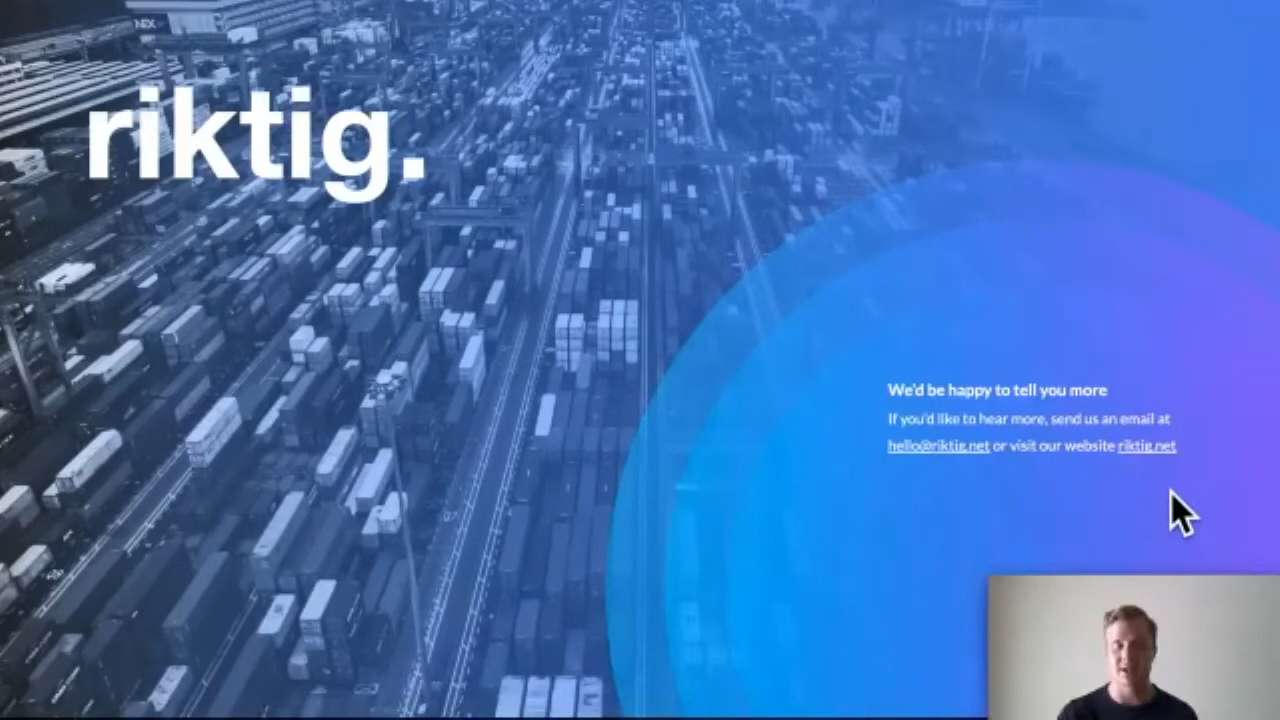 riktig.
We'd be happy to tell you more
If you'd like to hear more, send us an email at
hello@riktig.net or visit our website riktig.net